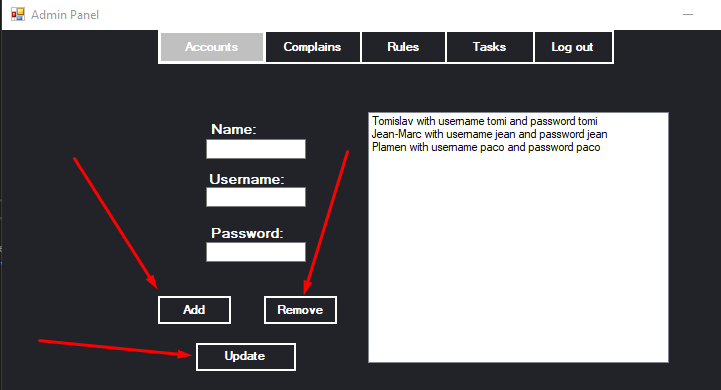 Admin Panel
Accounts
Complains
Rules
Tasks
Log out
Name:
Username:
Password:
Add
Remove
Update
Tomislav with username tomi and password tomi
Jean-Marc with username jean and password jean
Plamen with username paco and password paco